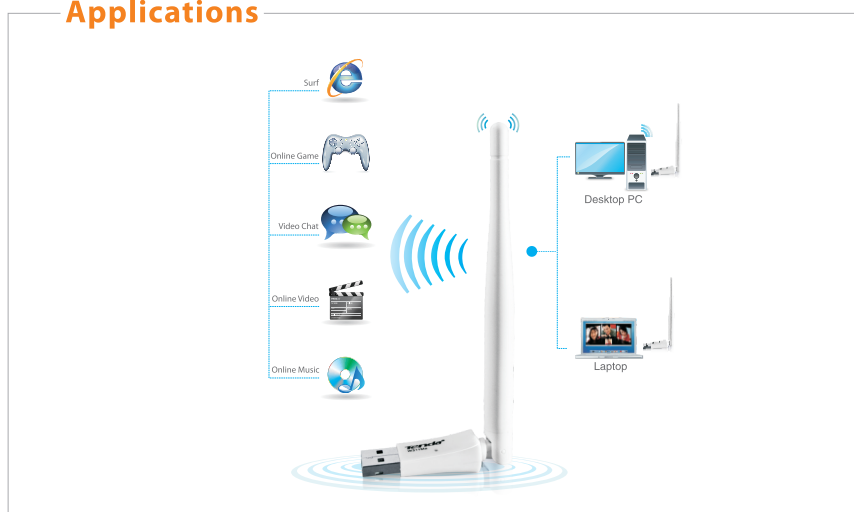 Applications
Surf
Online Game
Video Chat
Online Video
Online Music
Desktop PC
Laptop
Tenda